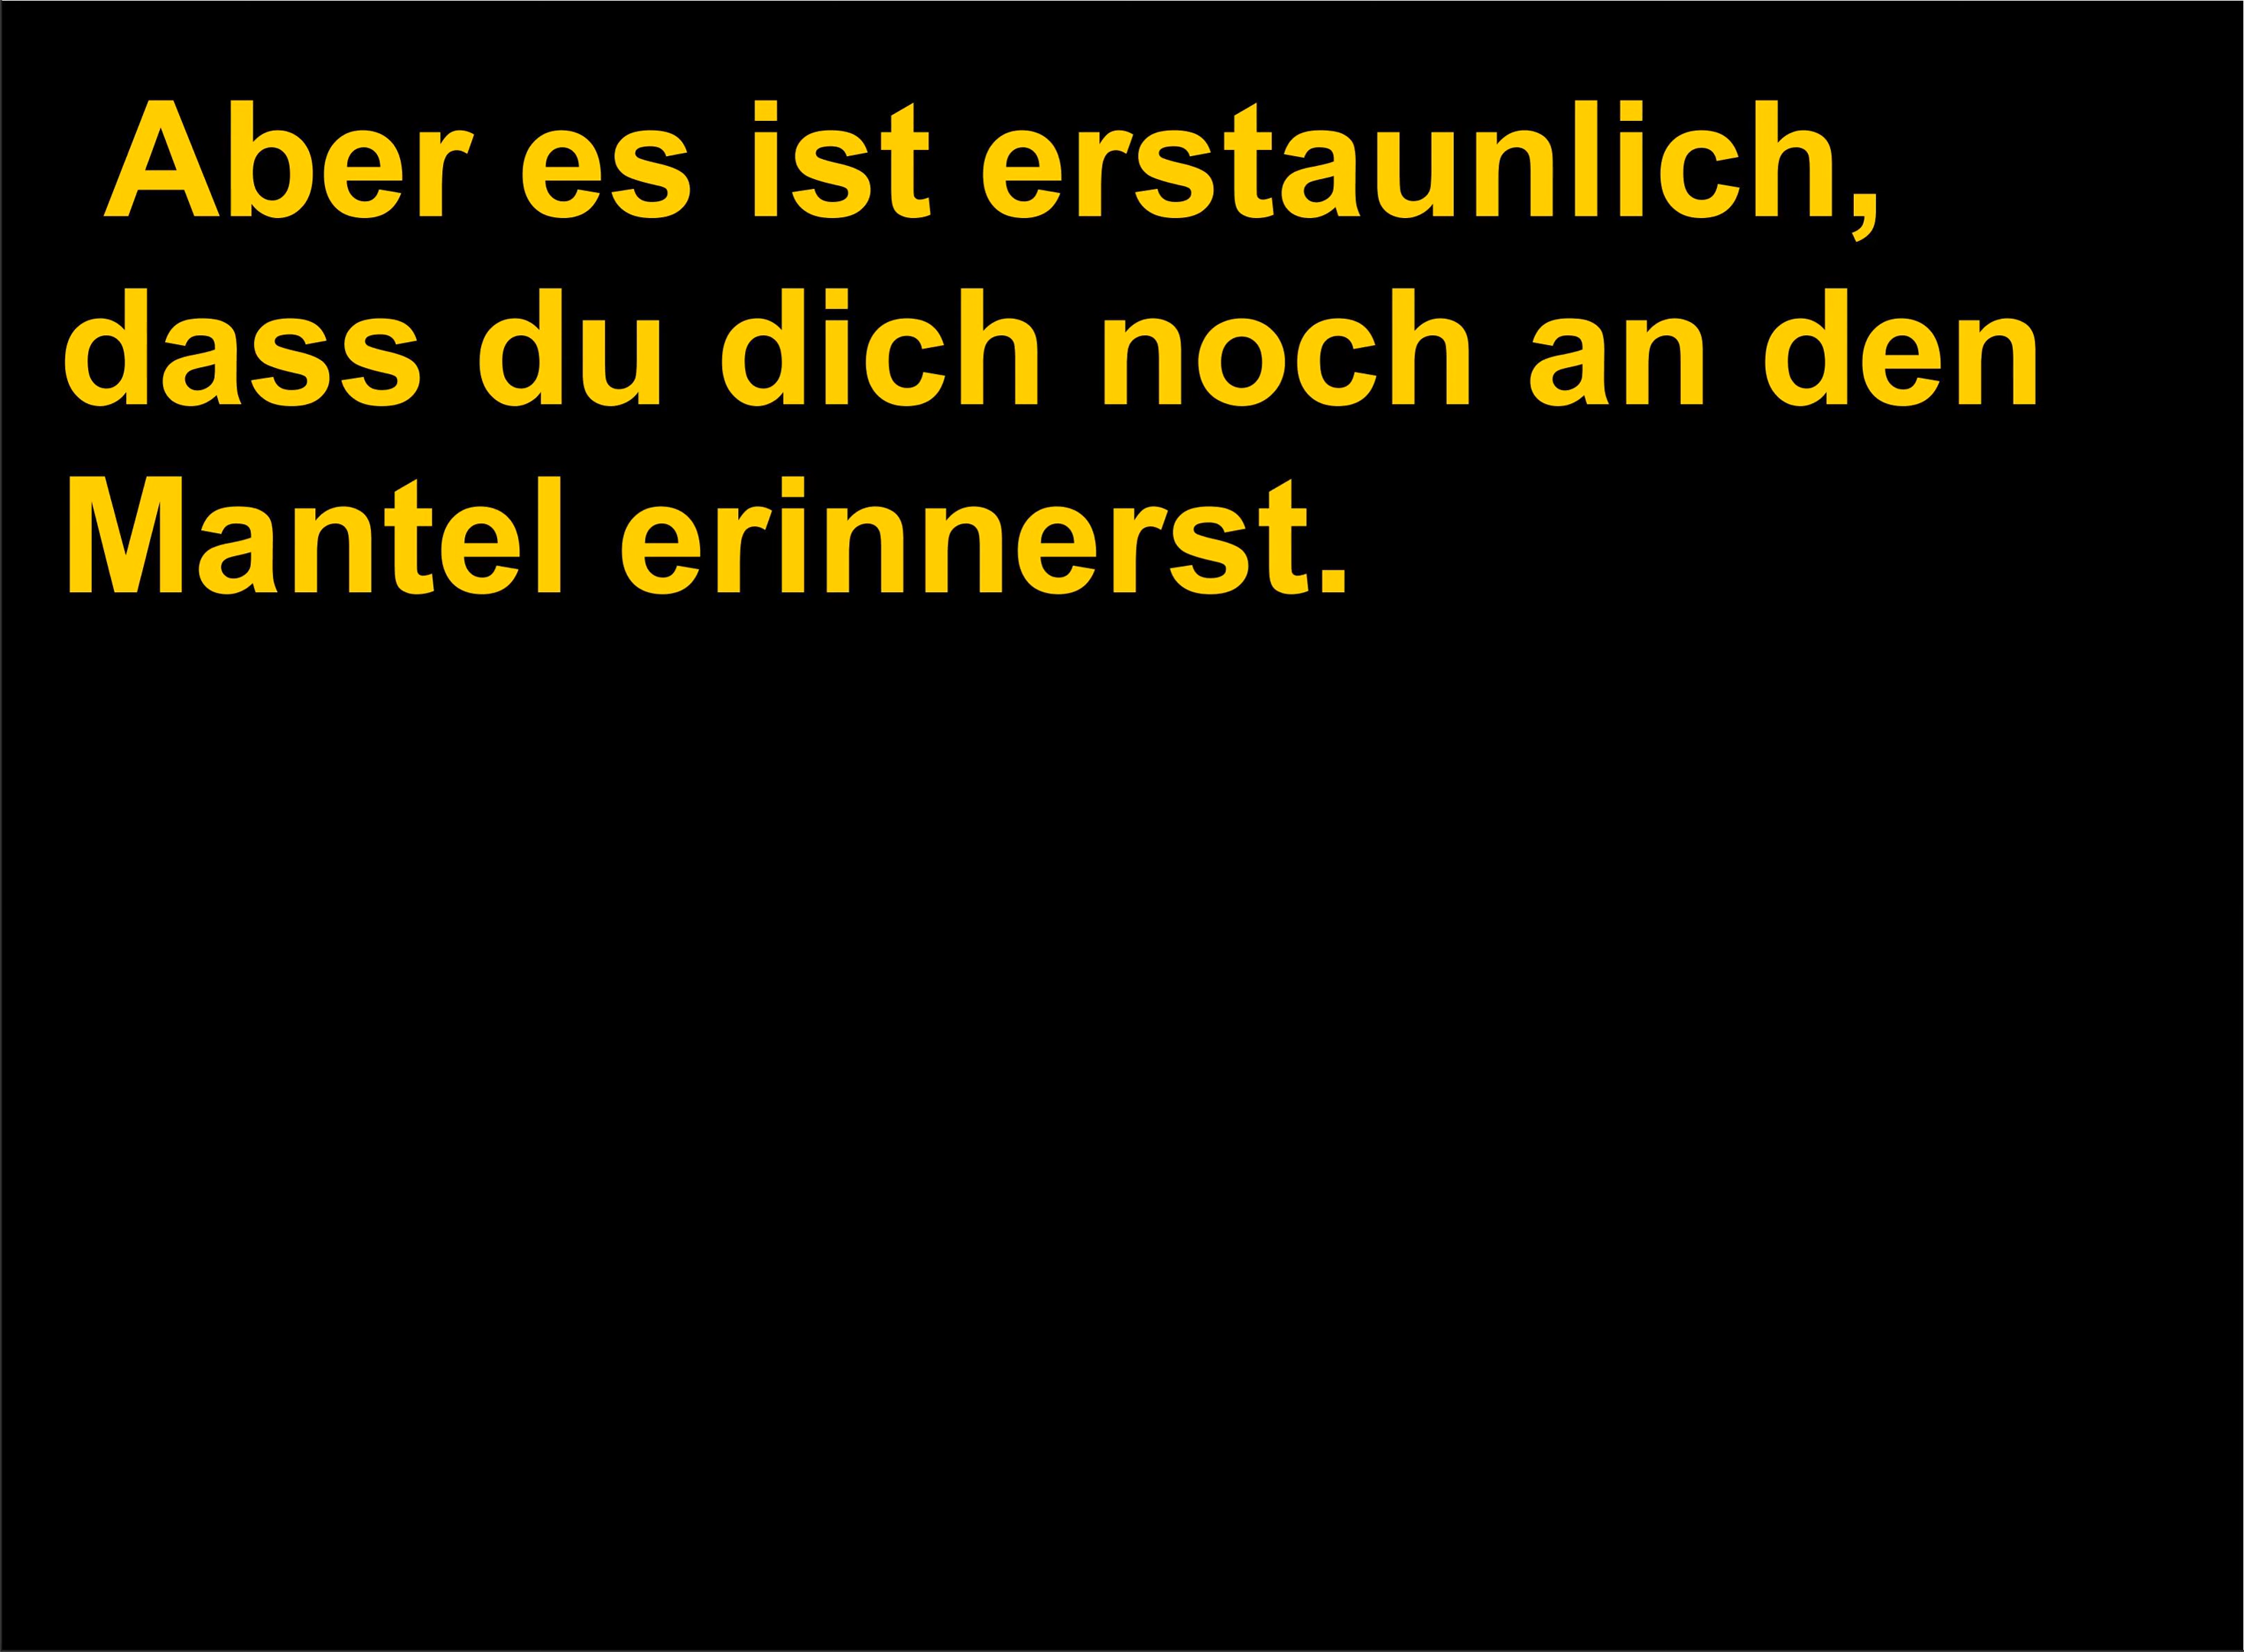 Aber es ist erstaunlich,
dass du dich noch an den
Mantel erinnerst.